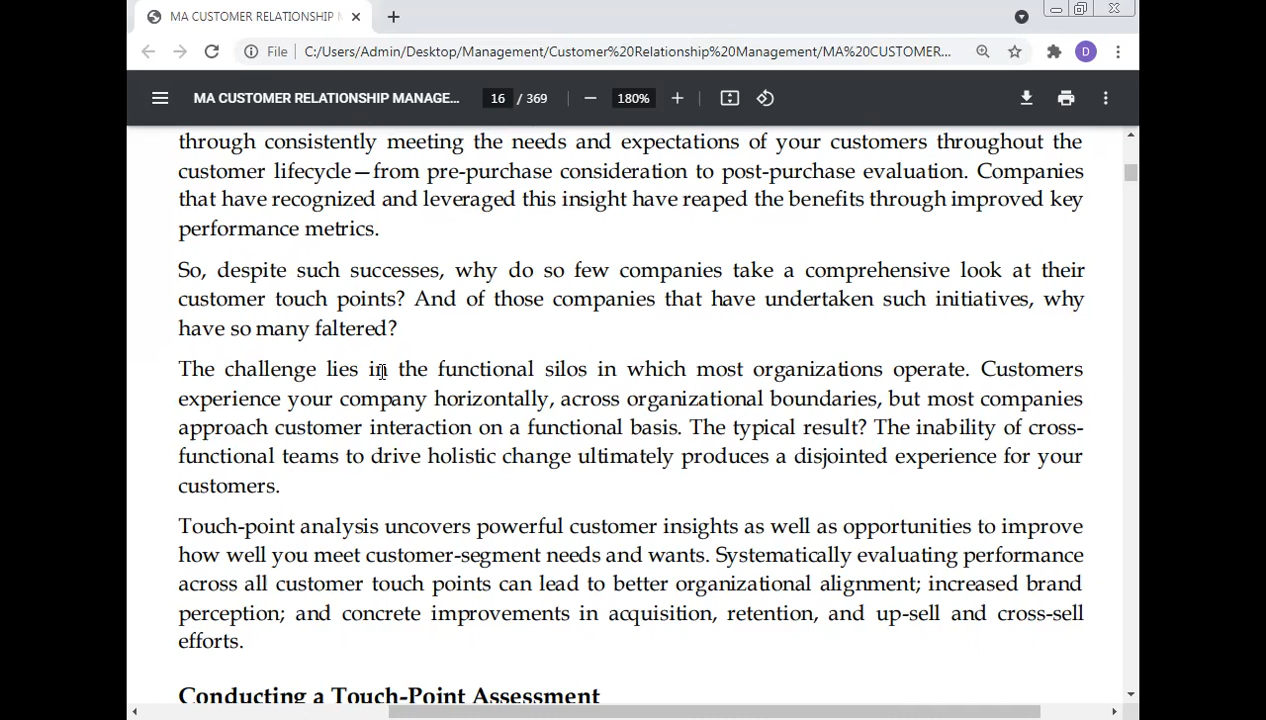 MA CUSTOMER RELATIONSHIP
File C:/Users/Admin/Desktop/Management/Customer%20Relationship%20Management/MA%20CUSTOMER... D
MA CUSTOMER RELATIONSHIP MANAGE... 16 / 369 180%
through consistently meeting the needs and expectations of your customers throughout the
customer lifecycle—from pre-purchase consideration to post-purchase evaluation. Companies
that have recognized and leveraged this insight have reaped the benefits through improved key
performance metrics.
So, despite such successes, why do so few companies take a comprehensive look at their
customer touch points? And of those companies that have undertaken such initiatives, why
have so many faltered?
The challenge lies in the functional silos in which most organizations operate. Customers
experience your company horizontally, across organizational boundaries, but most companies
approach customer interaction on a functional basis. The typical result? The inability of cross-
functional teams to drive holistic change ultimately produces a disjointed experience for your
customers.
Touch-point analysis uncovers powerful customer insights as well as opportunities to improve
how well you meet customer-segment needs and wants. Systematically evaluating performance
across all customer touch points can lead to better organizational alignment; increased brand
perception; and concrete improvements in acquisition, retention, and up-sell and cross-sell
efforts.
Conducting a Touch-Point Assessment